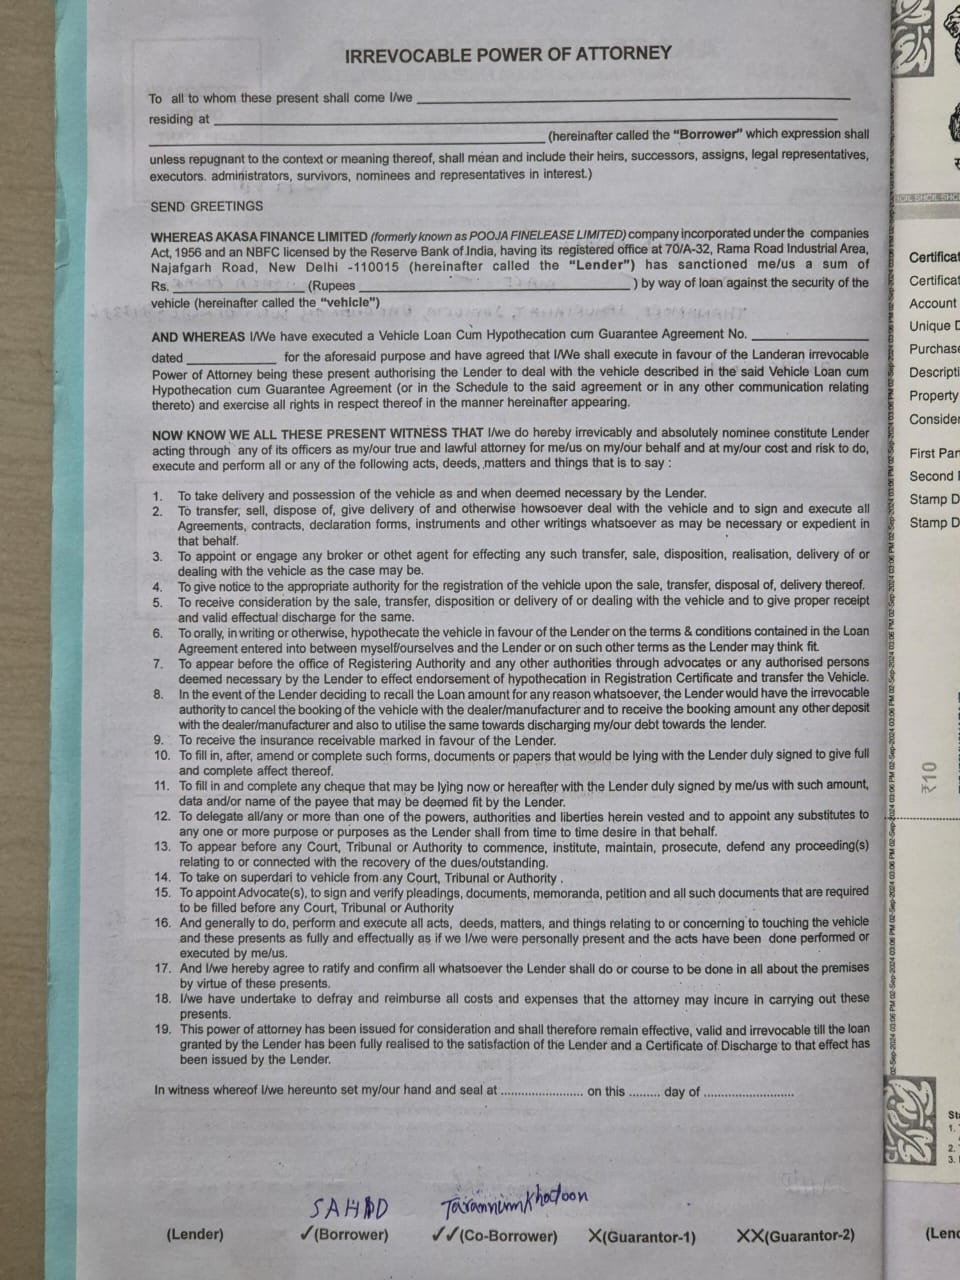 IRREVOCABLE POWER OF ATTORNEY
To all to whom these present shall come I/we
residing at
(hereinafter called the "Borrower" which expression shall
unless repugnant to the context or meaning thereof, shall mean and include their heirs, successors, assigns, legal representatives,
executors. administrators, survivors, nominees and representatives in interest.)
SEND GREETINGS
WHEREAS AKASA FINANCE LIMITED (formerly known as POOJA FINELEASE LIMITED) company incorporated under the companies
Act, 1956 and an NBFC licensed by the Reserve Bank of India, having its registered office at 70/A-32, Rama Road Industrial Area,
Najafgarh Road, New Delhi -110015 (hereinafter called the "Lender") has sanctioned me/us a sum of
Rs. (Rupees ) by way of loan against the security of the
vehicle (hereinafter called the "vehicle")
AND WHEREAS I/We have executed a Vehicle Loan Cum Hypothecation cum Guarantee Agreement No.
dated for the aforesaid purpose and have agreed that I/We shall execute in favour of the Landeran irrevocable
Power of Attorney being these present authorising the Lender to deal with the vehicle described in the said Vehicle Loan cum
Hypothecation cum Guarantee Agreement (or in the Schedule to the said agreement or in any other communication relating
thereto) and exercise all rights in respect thereof in the manner hereinafter appearing.
NOW KNOW WE ALL THESE PRESENT WITNESS THAT I/we do hereby irrevicably and absolutely nominee constitute Lender
acting through any of its officers as my/our true and lawful attorney for me/us on my/our behalf and at my/our cost and risk to do,
execute and perform all or any of the following acts, deeds, matters and things that is to say :
1. To take delivery and possession of the vehicle as and when deemed necessary by the Lender.
2. To transfer, sell, dispose of, give delivery of and otherwise howsoever deal with the vehicle and to sign and execute all
Agreements, contracts, declaration forms, instruments and other writings whatsoever as may be necessary or expedient in
that behalf.
3. To appoint or engage any broker or othet agent for effecting any such transfer, sale, disposition, realisation, delivery of or
dealing with the vehicle as the case may be.
4. To give notice to the appropriate authority for the registration of the vehicle upon the sale, transfer, disposal of, delivery thereof.
5. To receive consideration by the sale, transfer, disposition or delivery of or dealing with the vehicle and to give proper receipt
and valid effectual discharge for the same.
6. To orally, in writing or otherwise, hypothecate the vehicle in favour of the Lender on the terms & conditions contained in the Loan
Agreement entered into between myself/ourselves and the Lender or on such other terms as the Lender may think fit.
7. To appear before the office of Registering Authority and any other authorities through advocates or any authorised persons
deemed necessary by the Lender to effect endorsement of hypothecation in Registration Certificate and transfer the Vehicle.
8. In the event of the Lender deciding to recall the Loan amount for any reason whatsoever, the Lender would have the irrevocable
authority to cancel the booking of the vehicle with the dealer/manufacturer and to receive the booking amount any other deposit
with the dealer/manufacturer and also to utilise the same towards discharging my/our debt towards the lender.
9. To receive the insurance receivable marked in favour of the Lender.
10. To fill in, after, amend or complete such forms, documents or papers that would be lying with the Lender duly signed to give full
and complete affect thereof.
11. To fill in and complete any cheque that may be lying now or hereafter with the Lender duly signed by me/us with such amount,
data and/or name of the payee that may be deemed fit by the Lender.
12. To delegate all/any or more than one of the powers, authorities and liberties herein vested and to appoint any substitutes to
any one or more purpose or purposes as the Lender shall from time to time desire in that behalf.
13. To appear before any Court, Tribunal or Authority to commence, institute, maintain, prosecute, defend any proceeding(s)
relating to or connected with the recovery of the dues/outstanding.
14. To take on superdari to vehicle from any Court, Tribunal or Authority .
15. To appoint Advocate(s), to sign and verify pleadings, documents, memoranda, petition and all such documents that are required
to be filled before any Court, Tribunal or Authority
16. And generally to do, perform and execute all acts, deeds, matters, and things relating to or concerning to touching the vehicle
and these presents as fully and effectually as if we I/we were personally present and the acts have been done performed or
executed by me/us.
17. And I/we hereby agree to ratify and confirm all whatsoever the Lender shall do or course to be done in all about the premises
by virtue of these presents.
18. I/we have undertake to defray and reimburse all costs and expenses that the attorney may incure in carrying out these
presents.
19. This power of attorney has been issued for consideration and shall therefore remain effective, valid and irrevocable till the loan
granted by the Lender has been fully realised to the satisfaction of the Lender and a Certificate of Discharge to that effect has
been issued by the Lender.
In witness whereof I/we hereunto set my/our hand and seal at ........................ on this ......... day of ..........................
Tarannum Khatoon
(Lender) ✓(Borrower) ✓✓(Co-Borrower) X(Guarantor-1) XX(Guarantor-2)
Certificat
Certificat
Account
Unique D
Purchase
Descripti
Property
Consider
First Par
Second
Stamp D
Stamp D
₹10
02-Sep-2024 03:06 PM
1.
2.
3.